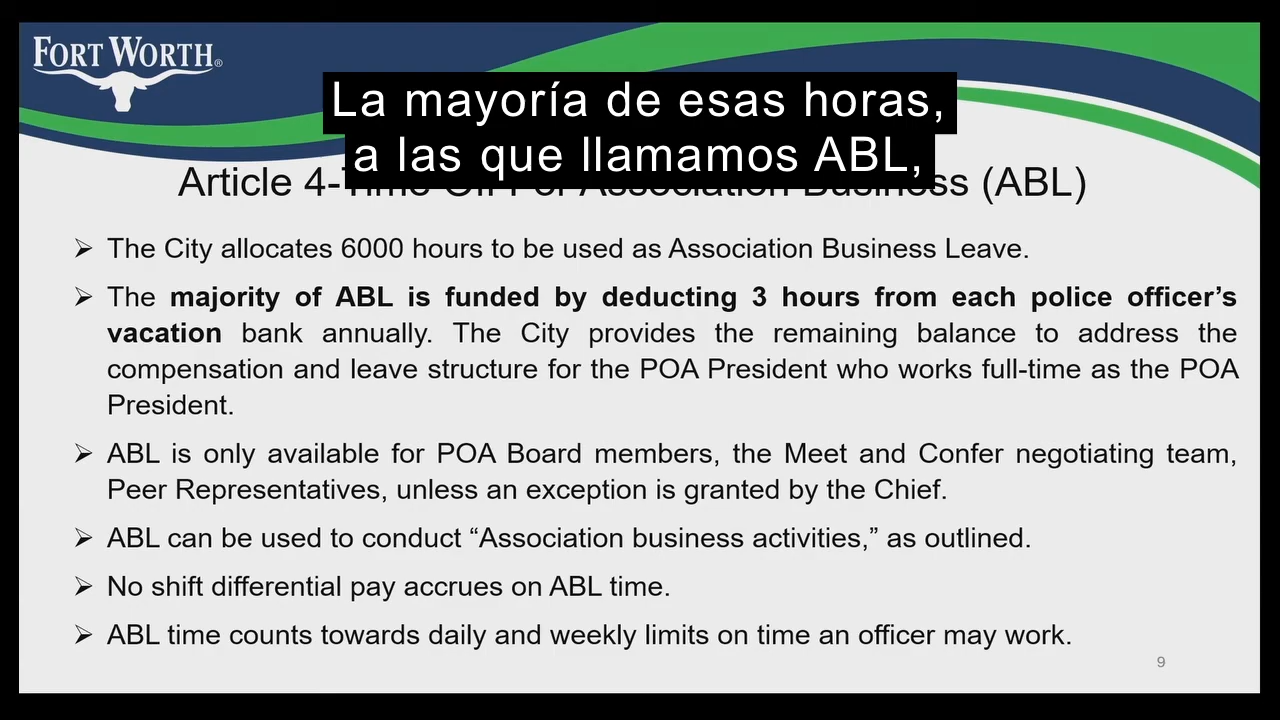 FORT WORTH®
La mayoría de esas horas,
a las que llamamos ABL,
Article 4-Time Off For Association Business (ABL)
➢ The City allocates 6000 hours to be used as Association Business Leave.
➢ The majority of ABL is funded by deducting 3 hours from each police officer’s
vacation bank annually. The City provides the remaining balance to address the
compensation and leave structure for the POA President who works full-time as the POA
President.
➢ ABL is only available for POA Board members, the Meet and Confer negotiating team,
Peer Representatives, unless an exception is granted by the Chief.
➢ ABL can be used to conduct “Association business activities,” as outlined.
➢ No shift differential pay accrues on ABL time.
➢ ABL time counts towards daily and weekly limits on time an officer may work.
9